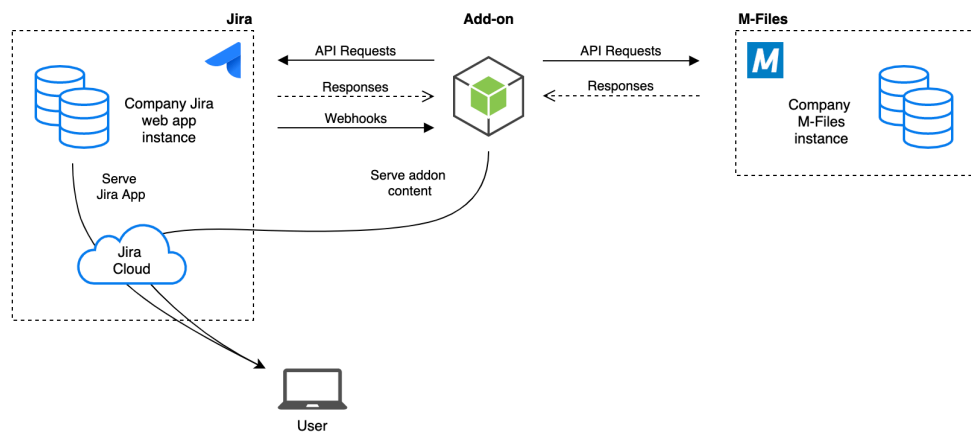 Jira
Add-on
M-Files
API Requests
API Requests
M
Responses
Responses
Company Jira
web app
instance
Company
M-Files
instance
Webhooks
Serve
Jira App
Serve addon
content
Jira
Cloud
User